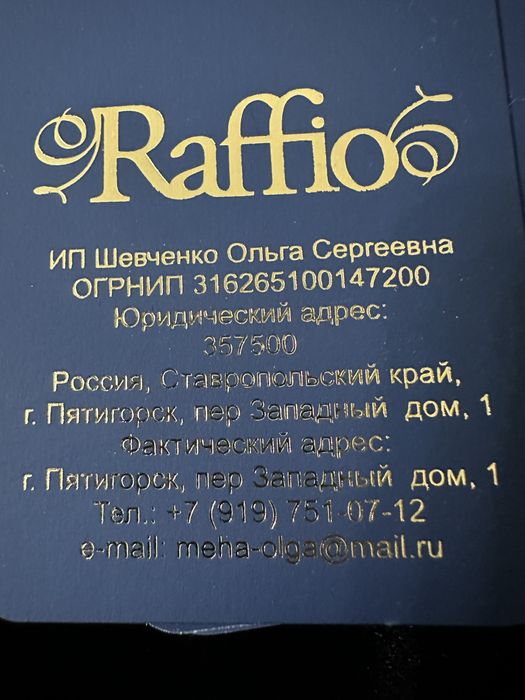 Raffio
ИП Шевченко Ольга Сергеевна
ОГРНИП 316265100147200
Юридический адрес:
357500
Россия, Ставропольский край,
г. Пятигорск, пер Западный дом, 1
Фактический адрес:
г. Пятигорск, пер Западный дом, 1
Тел.: +7 (919) 751-07-12
e-mail: meha-olga@mail.ru